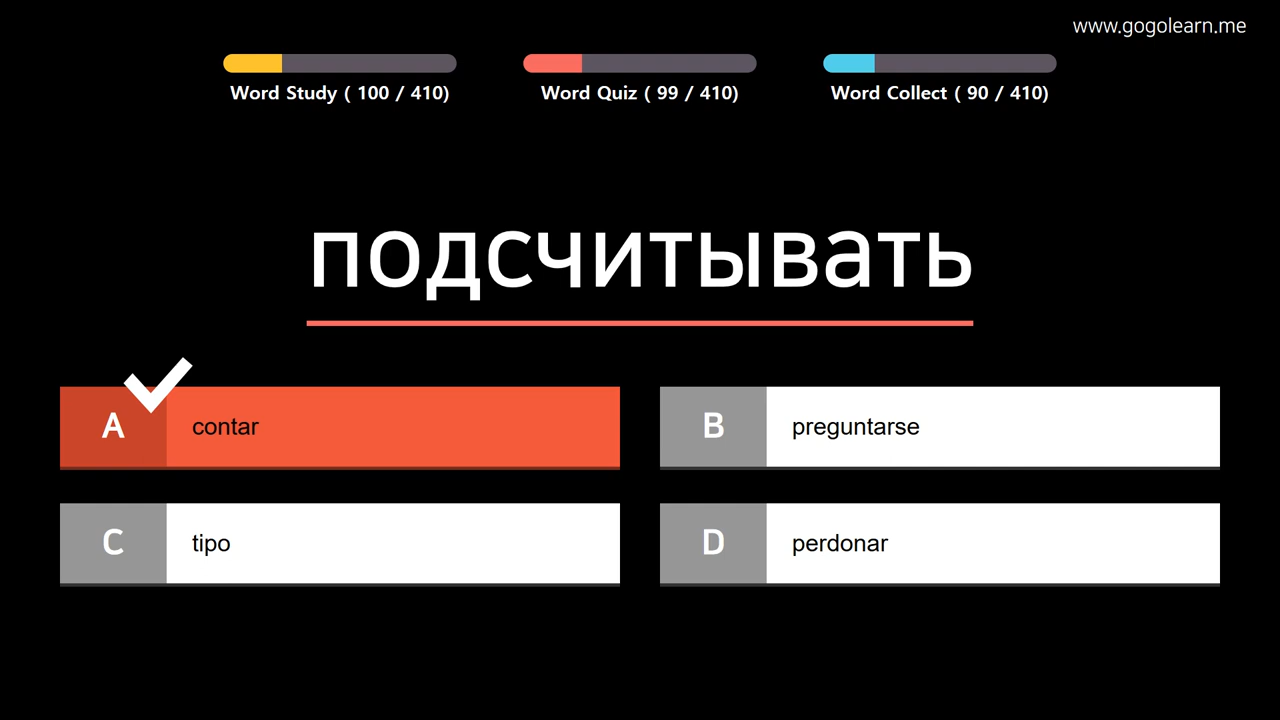 www.gogolearn.me
Word Study ( 100 / 410)
Word Quiz ( 99 / 410)
Word Collect ( 90 / 410)
подсчитывать
A contar
B preguntarse
C tipo
D perdonar